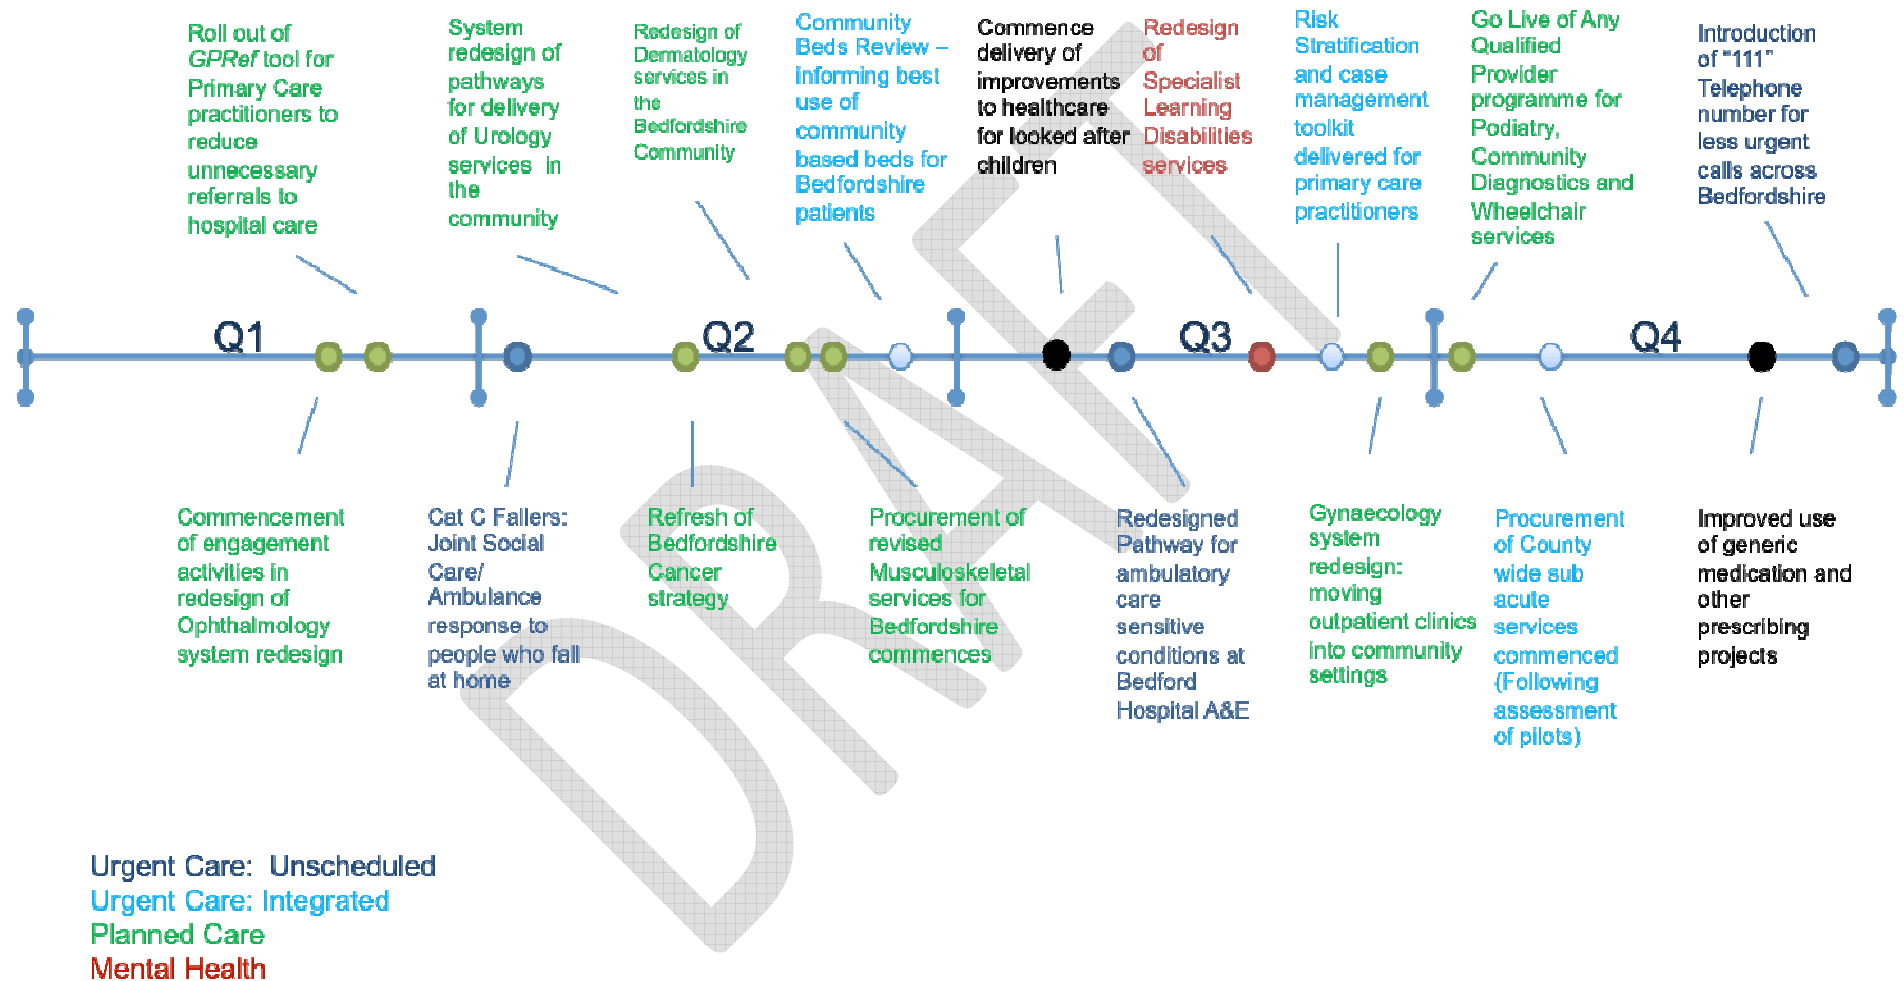 Roll out of
GPRef tool for
Primary Care
practitioners to
reduce
unnecessary
referrals to
hospital care
System
redesign of
pathways
for delivery
of Urology
services in
the
community
Redesign of
Dermatology
services in
the
Bedfordshire
Community
Community
Beds Review –
informing best
use of
community
based beds for
Bedfordshire
patients
Commence
delivery of
improvements
to healthcare
for looked after
children
Redesign
of
Specialist
Learning
Disabilities
services
Risk
Stratification
and case
management
toolkit
delivered for
primary care
practitioners
Go Live of Any
Qualified
Provider
programme for
Podiatry,
Community
Diagnostics and
Wheelchair
services
Introduction
of "111"
Telephone
number for
less urgent
calls across
Bedfordshire
Q1
Q2
Q3
Q4
DRAFT
Commencement
of engagement
activities in
redesign of
Ophthalmology
system redesign
Cat C Fallers:
Joint Social
Care/
Ambulance
response to
people who fall
at home
Refresh of
Bedfordshire
Cancer
strategy
Procurement of
revised
Musculoskeletal
services for
Bedfordshire
commences
Redesigned
Pathway for
ambulatory
care
sensitive
conditions at
Bedford
Hospital A&E
Gynaecology
system
redesign:
moving
outpatient clinics
into community
settings
Procurement
of County
wide sub
acute
services
commenced
(Following
assessment
of pilots)
Improved use
of generic
medication and
other
prescribing
projects
Urgent Care: Unscheduled
Urgent Care: Integrated
Planned Care
Mental Health